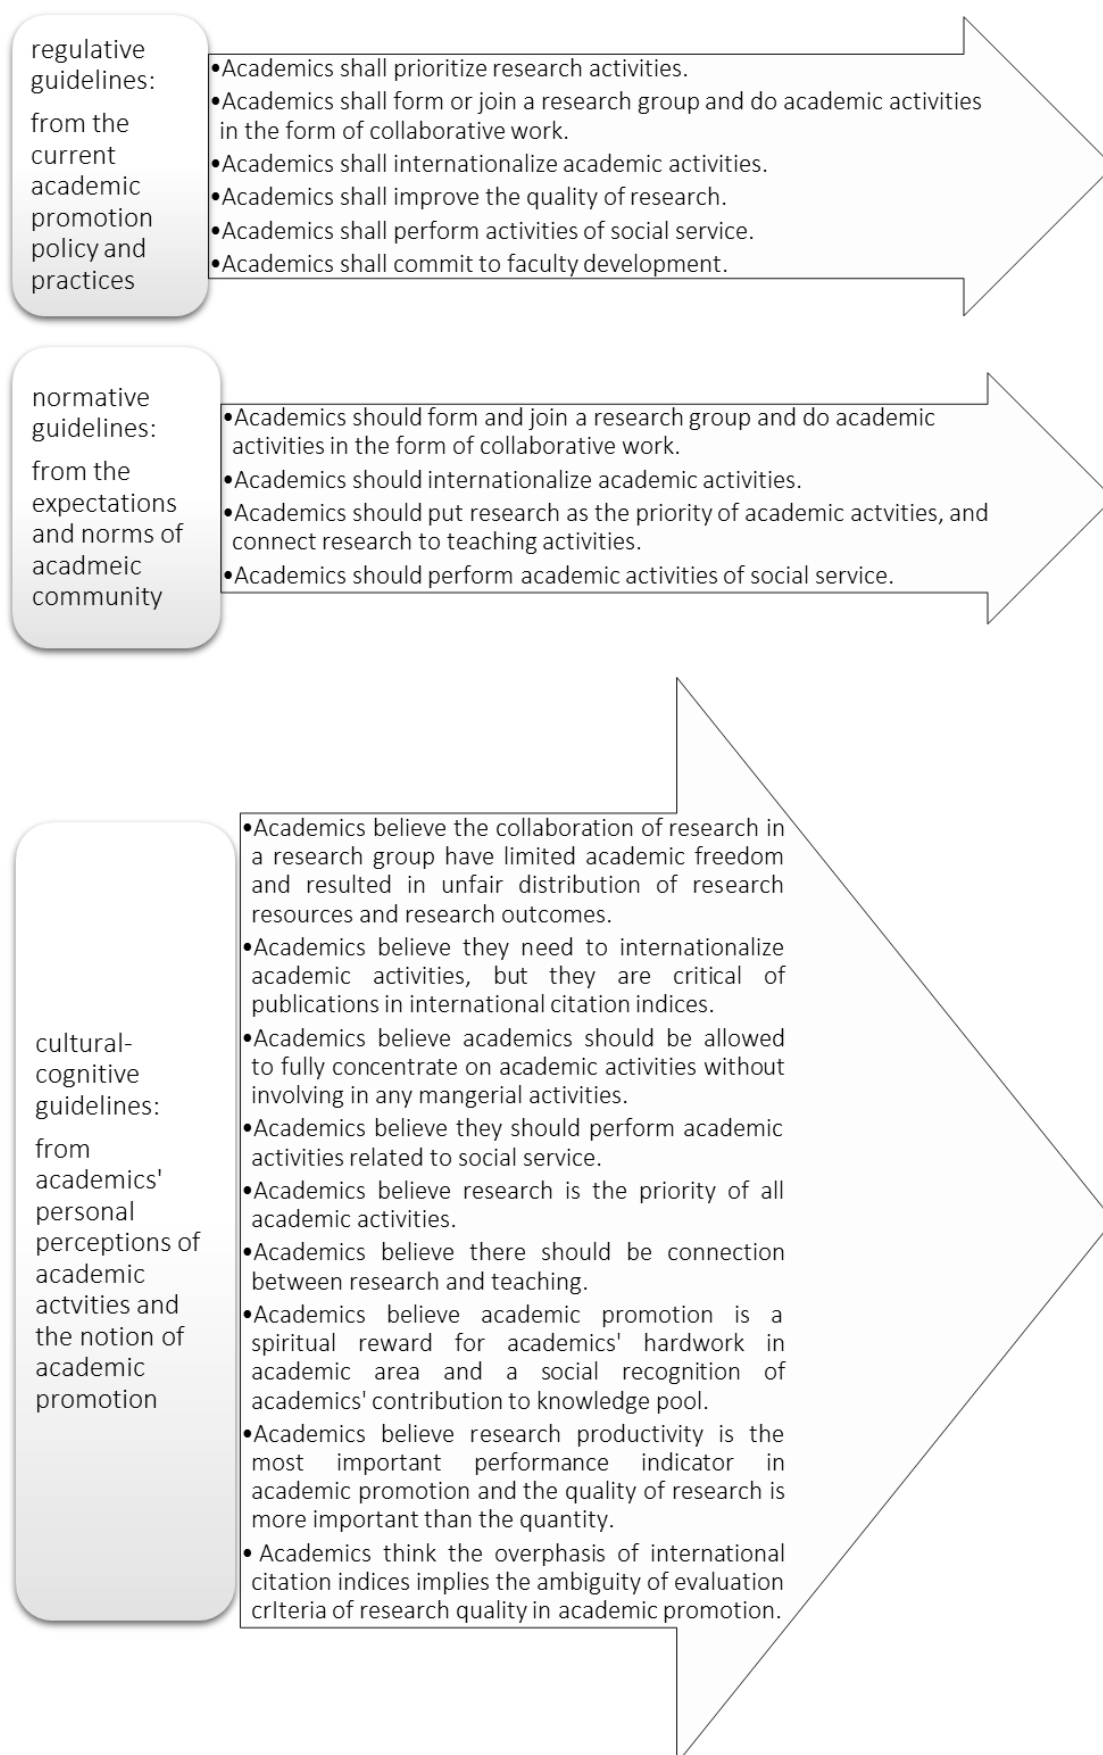 regulative
guidelines:
from the
current
academic
promotion
policy and
practices
•Academics shall prioritize research activities.
•Academics shall form or join a research group and do academic activities
in the form of collaborative work.
•Academics shall internationalize academic activities.
•Academics shall improve the quality of research.
•Academics shall perform activities of social service.
•Academics shall commit to faculty development.
normative
guidelines:
from the
expectations
and norms of
acadmeic
community
•Academics should form and join a research group and do academic
activities in the form of collaborative work.
•Academics should internationalize academic activities.
•Academics should put research as the priority of academic actvities, and
connect research to teaching activities.
•Academics should perform academic activities of social service.
cultural-
cognitive
guidelines:
from
academics'
personal
perceptions of
academic
actvities and
the notion of
academic
promotion
•Academics believe the collaboration of research in
a research group have limited academic freedom
and resulted in unfair distribution of research
resources and research outcomes.
•Academics believe they need to internationalize
academic activities, but they are critical of
publications in international citation indices.
•Academics believe academics should be allowed
to fully concentrate on academic activities without
involving in any mangerial activities.
•Academics believe they should perform academic
activities related to social service.
•Academics believe research is the priority of all
academic activities.
•Academics believe there should be connection
between research and teaching.
•Academics believe academic promotion is a
spiritual reward for academics' hardwork in
academic area and a social recognition of
academics' contribution to knowledge pool.
•Academics believe research productivity is the
most important performance indicator in
academic promotion and the quality of research is
more important than the quantity.
• Academics think the overphasis of international
citation indices implies the ambiguity of evaluation
crIteria of research quality in academic promotion.